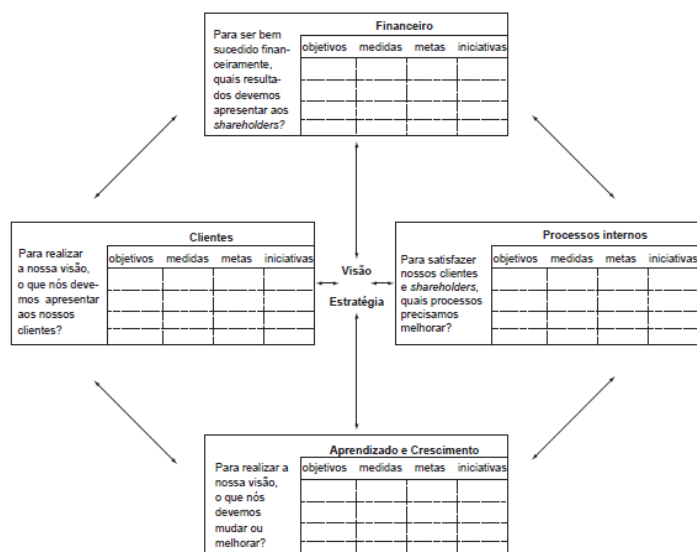 Financeiro
Para ser bem
sucedido finan-
ceiramente,
quais resulta-
dos devemos
apresentar aos
shareholders?
objetivos medidas metas iniciativas
Clientes
Para realizar
a nossa visão,
o que nós deve-
mos apresentar
aos nossos
clientes?
objetivos medidas metas iniciativas
Visão
Estratégia
Processos internos
Para satisfazer
nossos clientes
e shareholders,
quais processos
precisamos
melhorar?
objetivos medidas metas iniciativas
Aprendizado e Crescimento
Para realizar a
nossa visão,
o que nós
devemos
mudar ou
melhorar?
objetivos medidas metas iniciativas